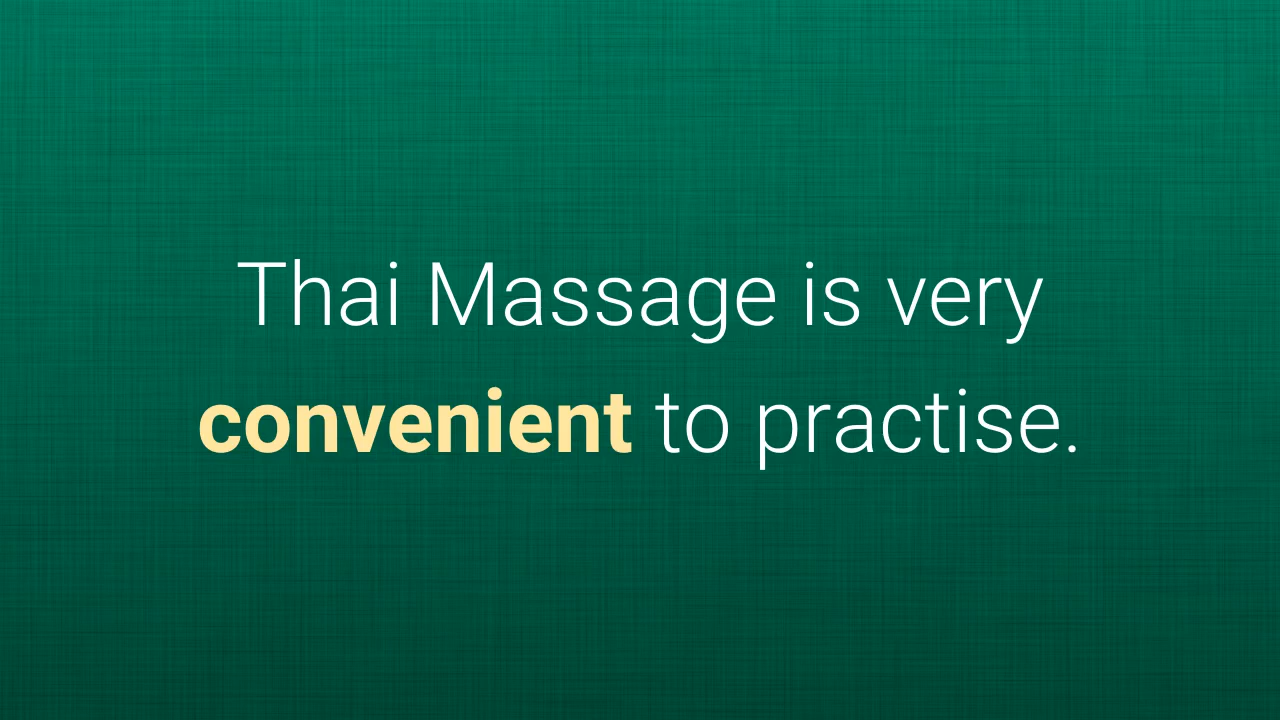 Thai Massage is very
convenient to practise.